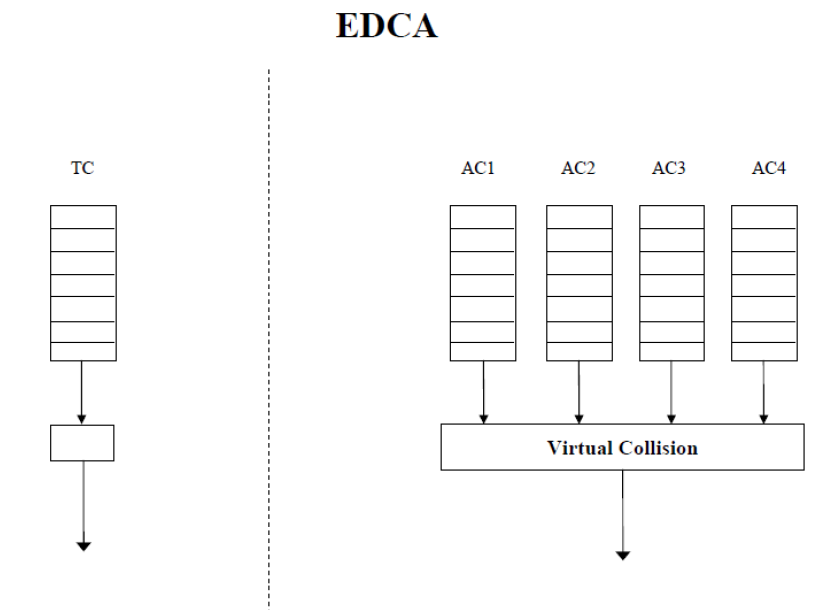 EDCA
TC
AC1 AC2 AC3 AC4
Virtual Collision